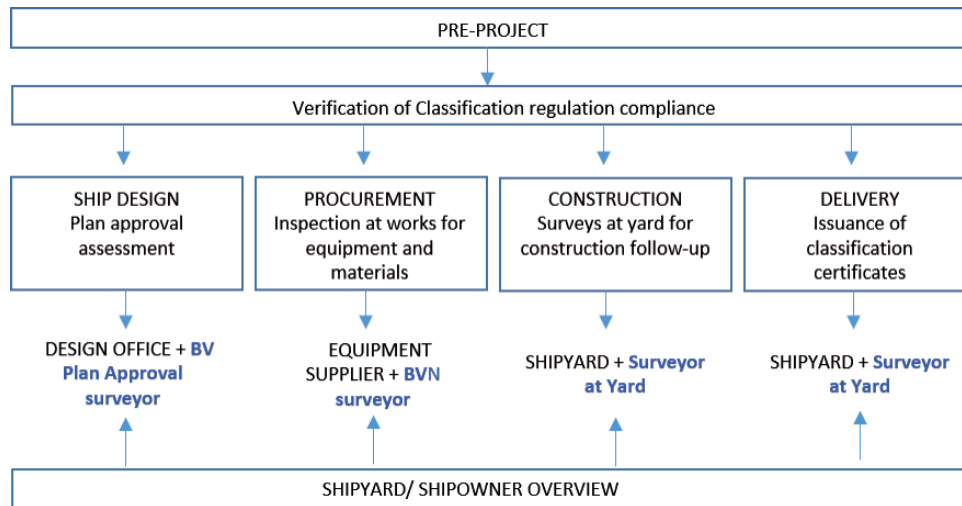 PRE-PROJECT
Verification of Classification regulation compliance
SHIP DESIGN
Plan approval
assessment
PROCUREMENT
Inspection at works for
equipment and
materials
CONSTRUCTION
Surveys at yard for
construction follow-up
DELIVERY
Issuance of
classification
certificates
DESIGN OFFICE + BV
Plan Approval
surveyor
EQUIPMENT
SUPPLIER + BVN
surveyor
SHIPYARD + Surveyor
at Yard
SHIPYARD + Surveyor
at Yard
SHIPYARD/ SHIPOWNER OVERVIEW